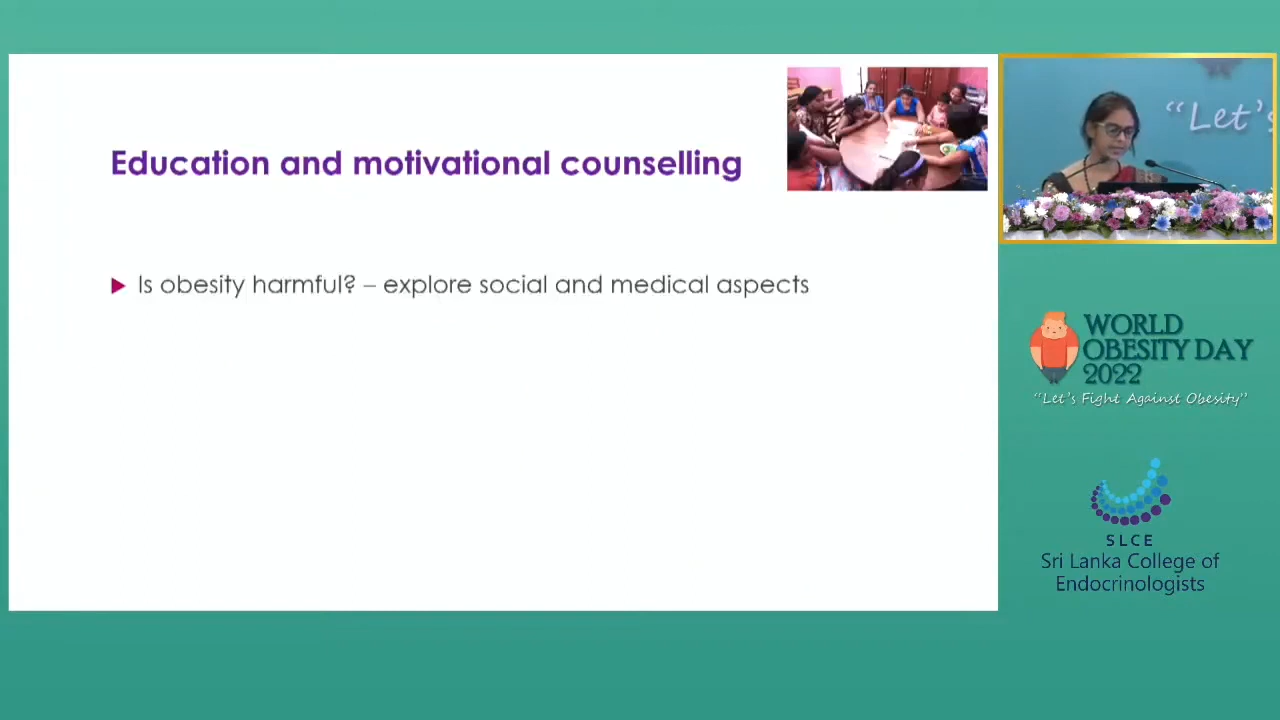 Education and motivational counselling
Is obesity harmful? – explore social and medical aspects
"Let's
WORLD
OBESITY DAY
2022
"Let's Fight Against Obesity"
SLCE
Sri Lanka College of
Endocrinologists